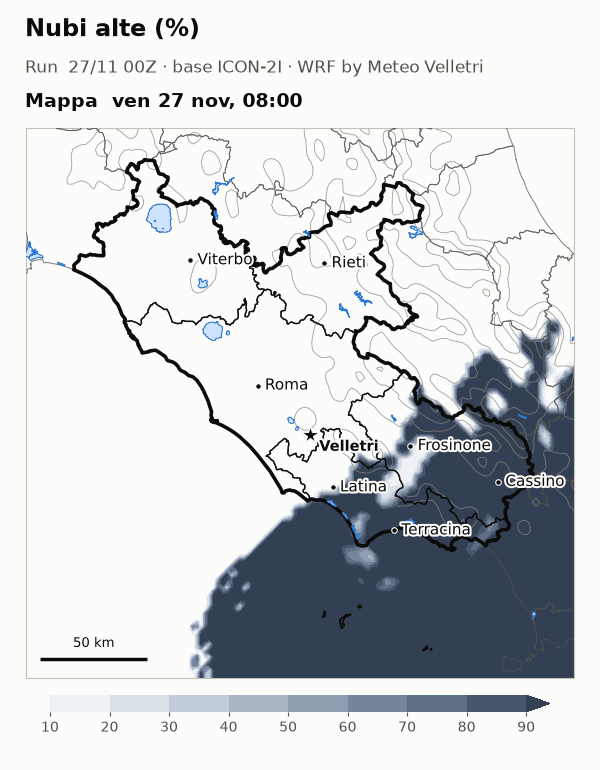 Nubi alte (%)
Run  27/11 00Z · base ICON-2I · WRF by Meteo Velletri
Mappa  ven 27 nov, 08:00
Viterbo
Rieti
Roma
Velletri
Frosinone
Cassino
Latina
Terracina
50 km
10 20 30 40 50 60 70 80 90